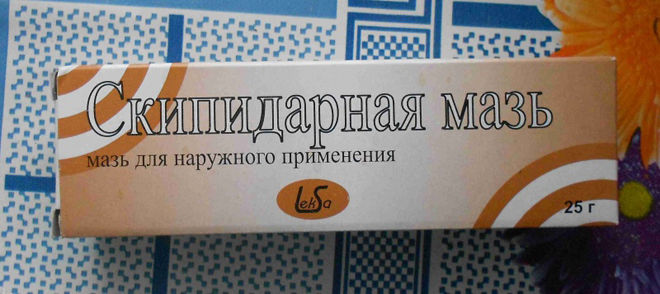 Скипидарная мазь
мазь для наружного применения
LekSa
25 г